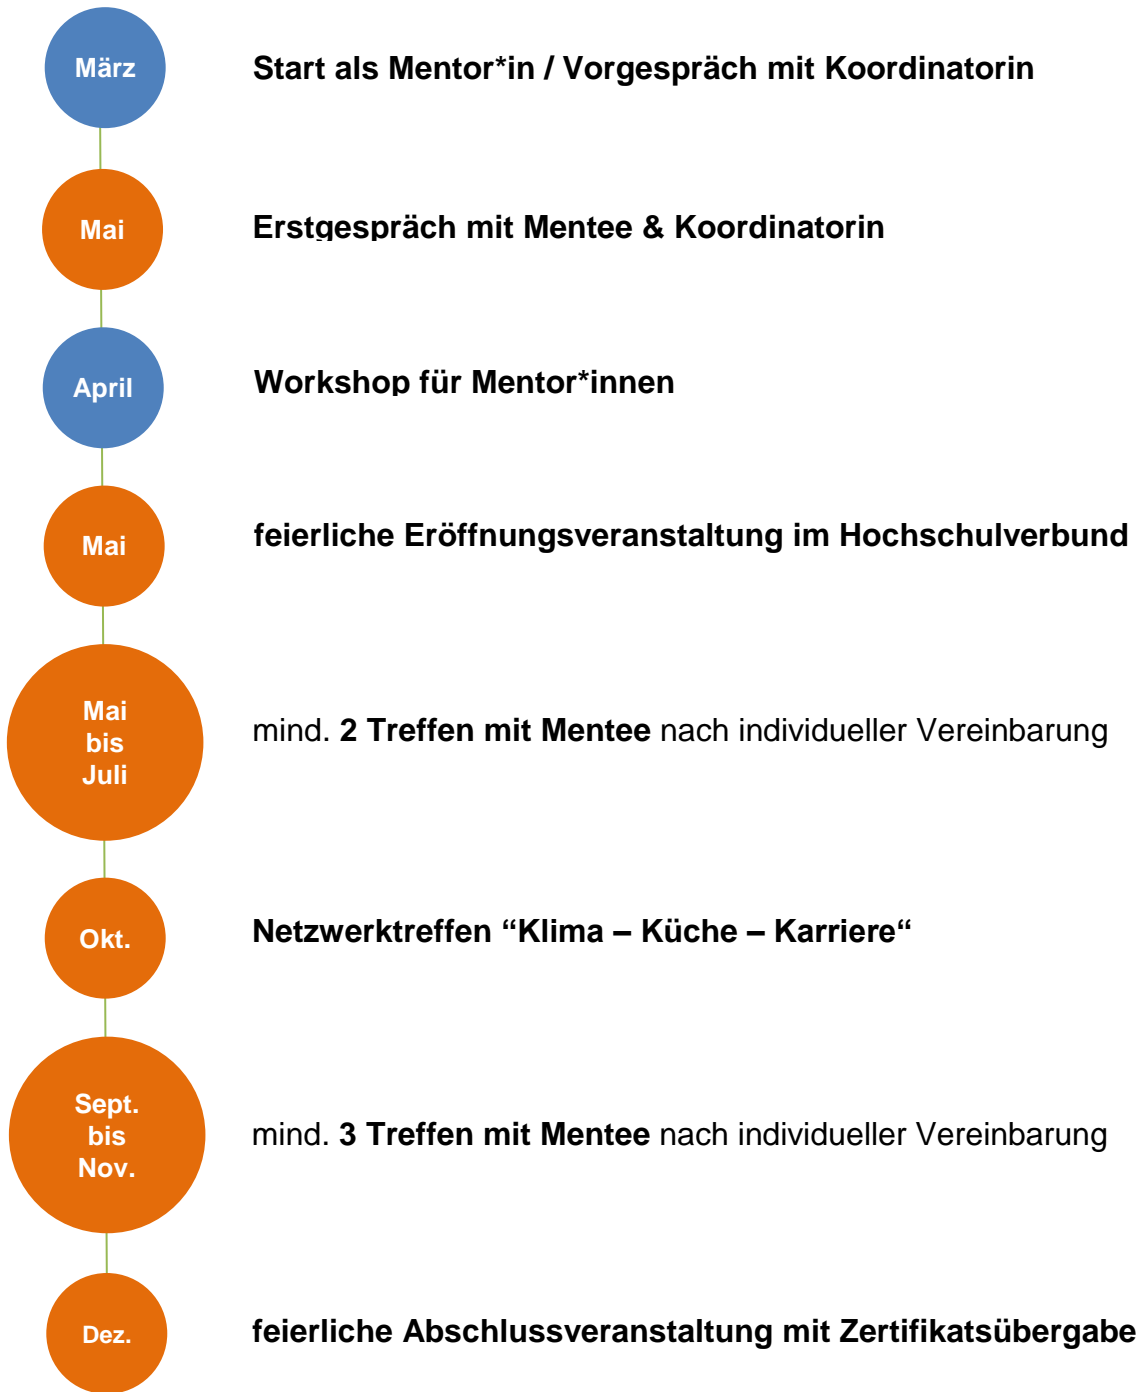 März
Start als Mentor*in / Vorgespräch mit Koordinatorin
Mai
Erstgespräch mit Mentee & Koordinatorin
April
Workshop für Mentor*innen
Mai
feierliche Eröffnungsveranstaltung im Hochschulverbund
Mai
bis
Juli
mind. 2 Treffen mit Mentee nach individueller Vereinbarung
Okt.
Netzwerktreffen “Klima – Küche – Karriere“
Sept.
bis
Nov.
mind. 3 Treffen mit Mentee nach individueller Vereinbarung
Dez.
feierliche Abschlussveranstaltung mit Zertifikatsübergabe